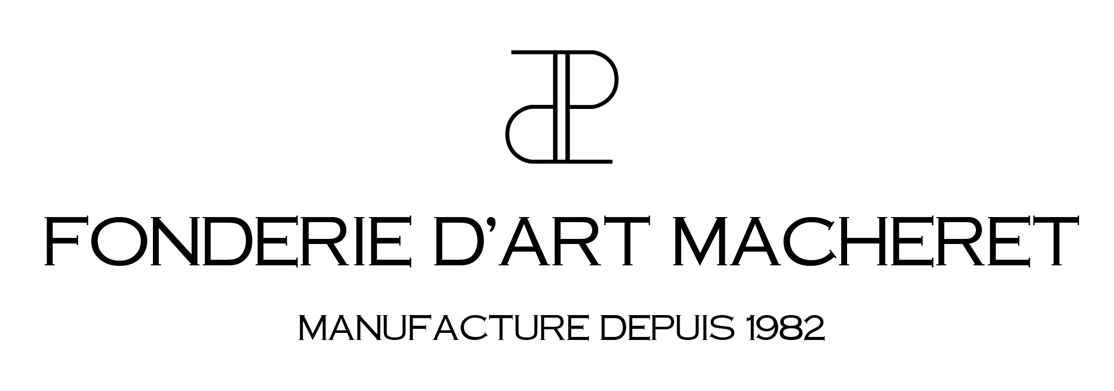 FONDERIE D’ART MACHERET
MANUFACTURE DEPUIS 1982